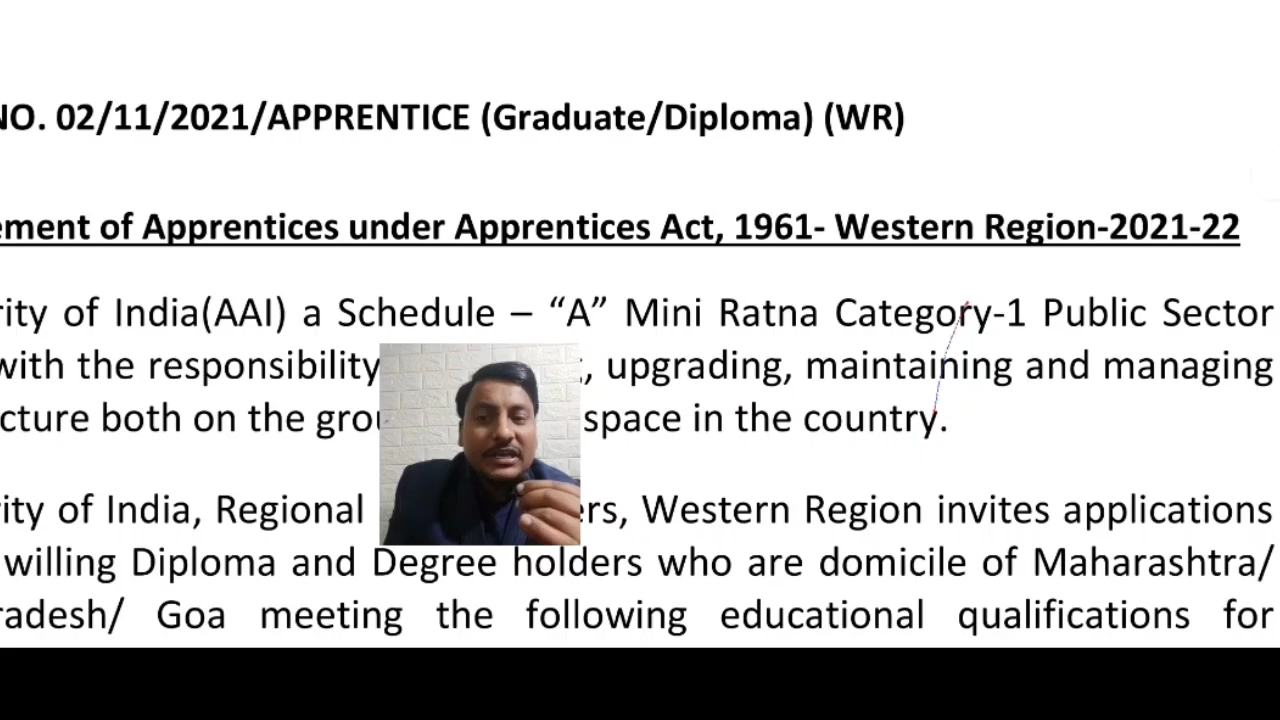 NO. 02/11/2021/APPRENTICE (Graduate/Diploma) (WR)
ement of Apprentices under Apprentices Act, 1961- Western Region-2021-22
rity of India(AAI) a Schedule – “A” Mini Ratna Category-1 Public Sector
with the responsibility , upgrading, maintaining and managing
cture both on the grou space in the country.
rity of India, Regional ers, Western Region invites applications
willing Diploma and Degree holders who are domicile of Maharashtra/
radesh/ Goa meeting the following educational qualifications for